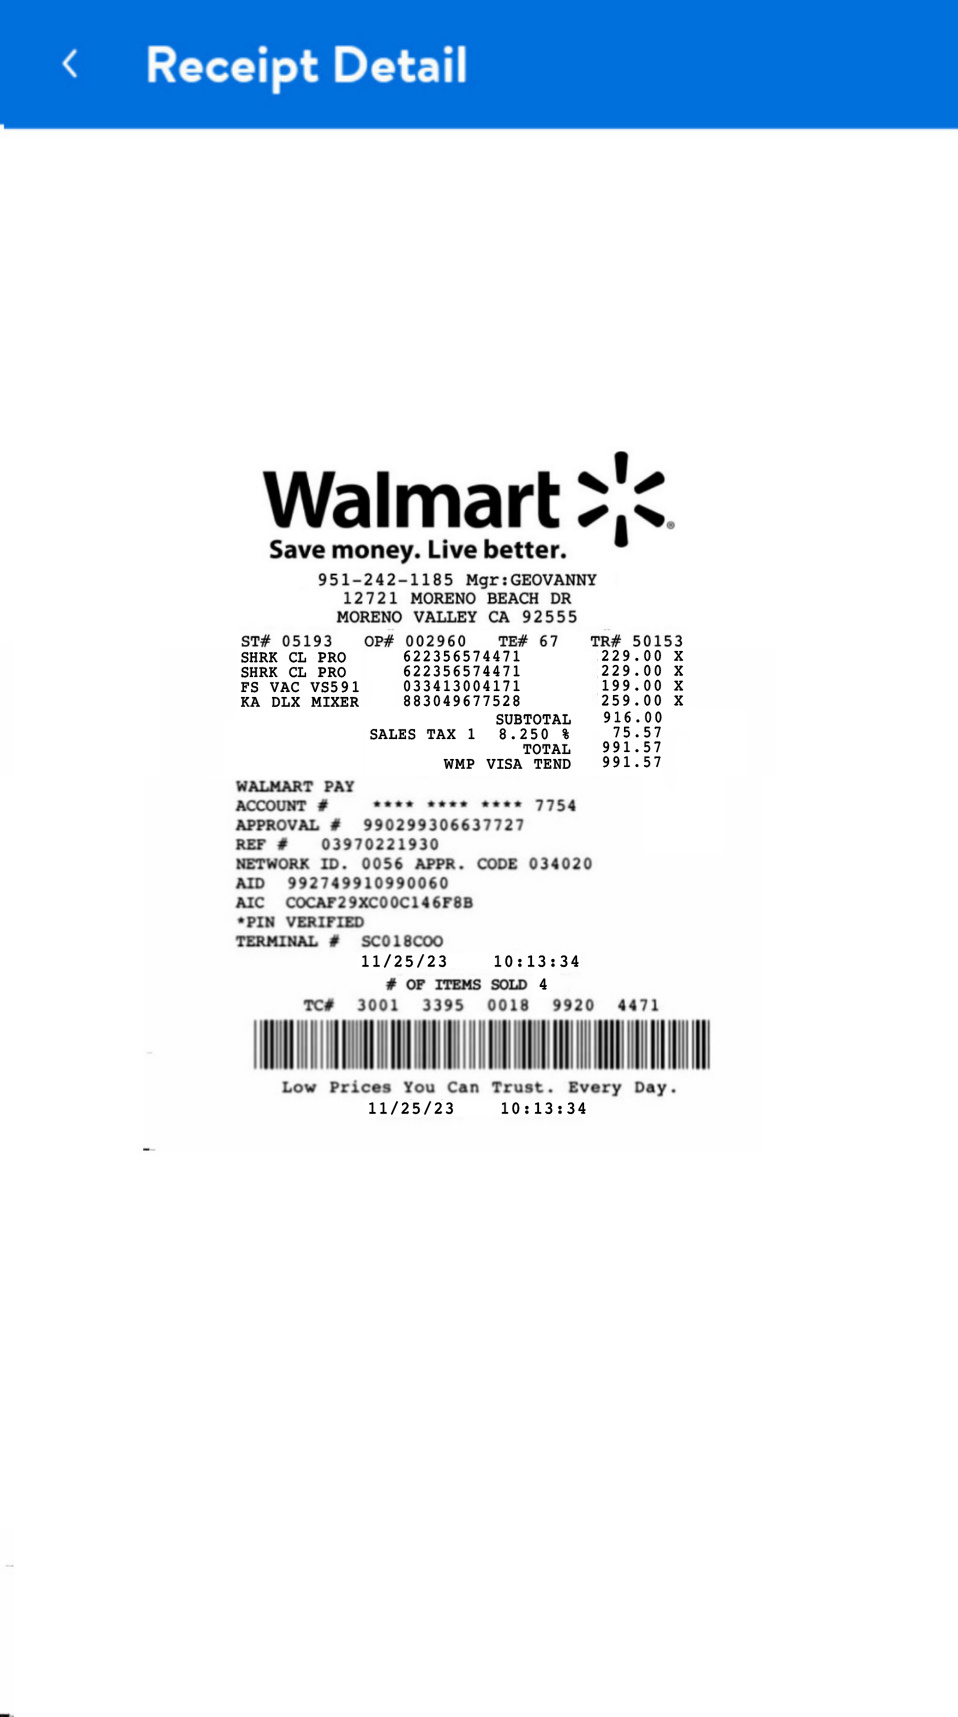 Receipt Detail
Walmart
Save money. Live better.
951-242-1185 Mgr:GEOVANNY
12721 MORENO BEACH DR
MORENO VALLEY CA 92555
ST# 05193 OP# 002960 TE# 67 TR# 50153
SHRK CL PRO 622356574471 229.00 X
SHRK CL PRO 622356574471 229.00 X
FS VAC VS591 033413004171 199.00 X
KA DLX MIXER 883049677528 259.00 X
SUBTOTAL 916.00
SALES TAX 1 8.250 % 75.57
TOTAL 991.57
WMP VISA TEND 991.57
WALMART PAY
ACCOUNT # **** **** **** 7754
APPROVAL # 990299306637727
REF # 03970221930
NETWORK ID. 0056 APPR. CODE 034020
AID 992749910990060
AIC COCAF29XC00C146F8B
*PIN VERIFIED
TERMINAL # SC018COO
11/25/23 10:13:34
# OF ITEMS SOLD 4
TC# 3001 3395 0018 9920 4471
Low Prices You Can Trust. Every Day.
11/25/23 10:13:34